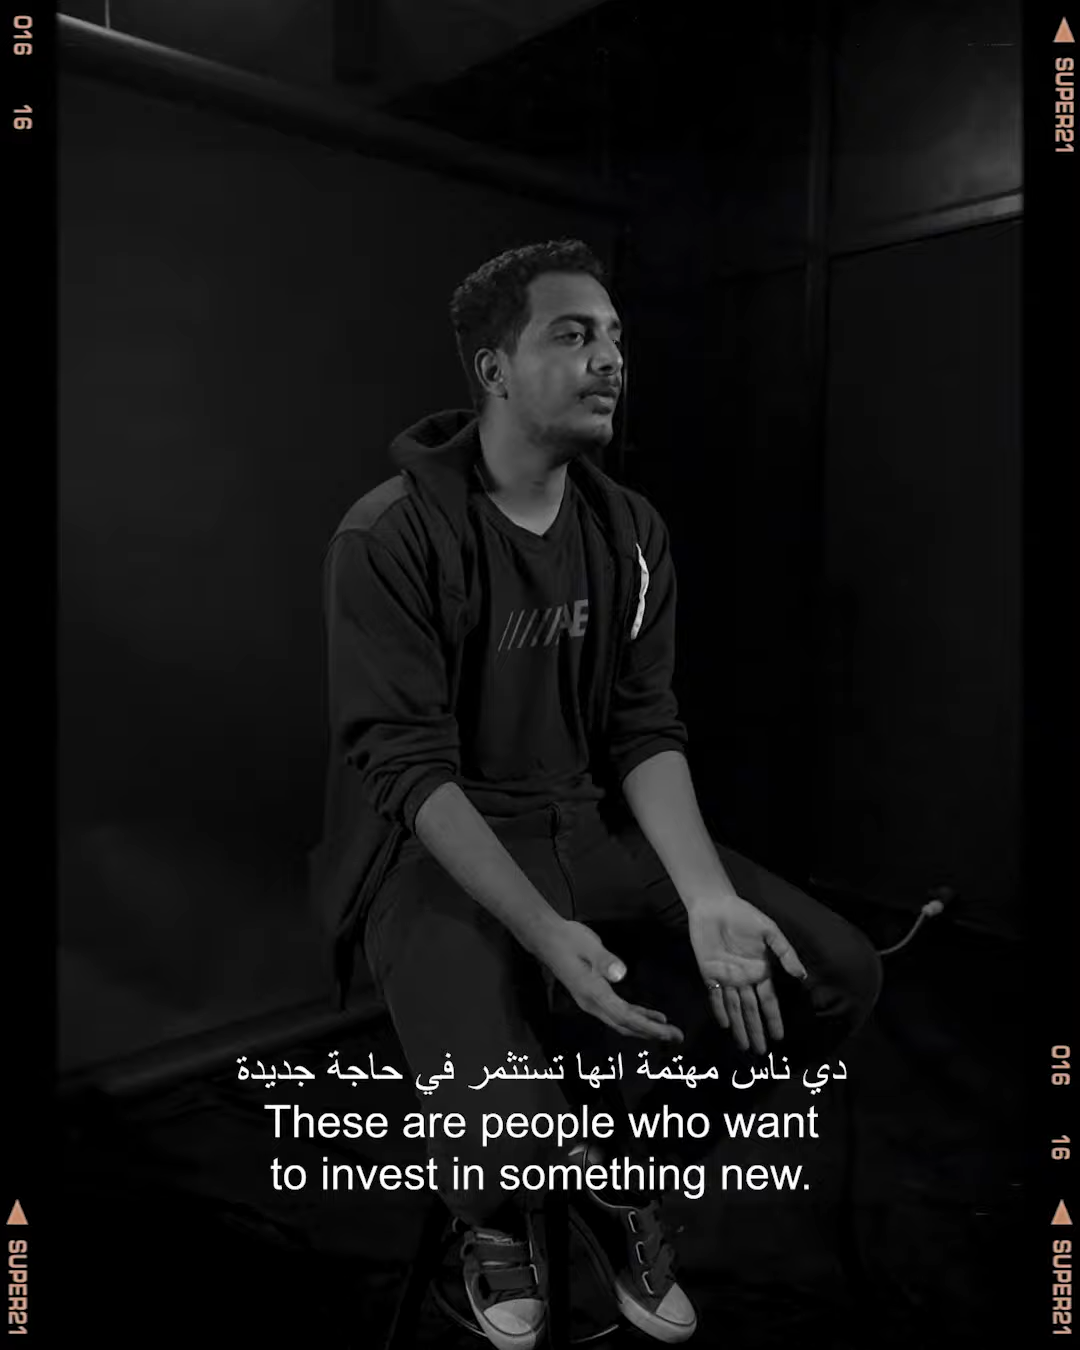 016
16
SUPER21
AE
دي ناس مهتمة انها تستثمر في حاجة جديدة
These are people who want
to invest in something new.
016
16
SUPER21
SUPER21